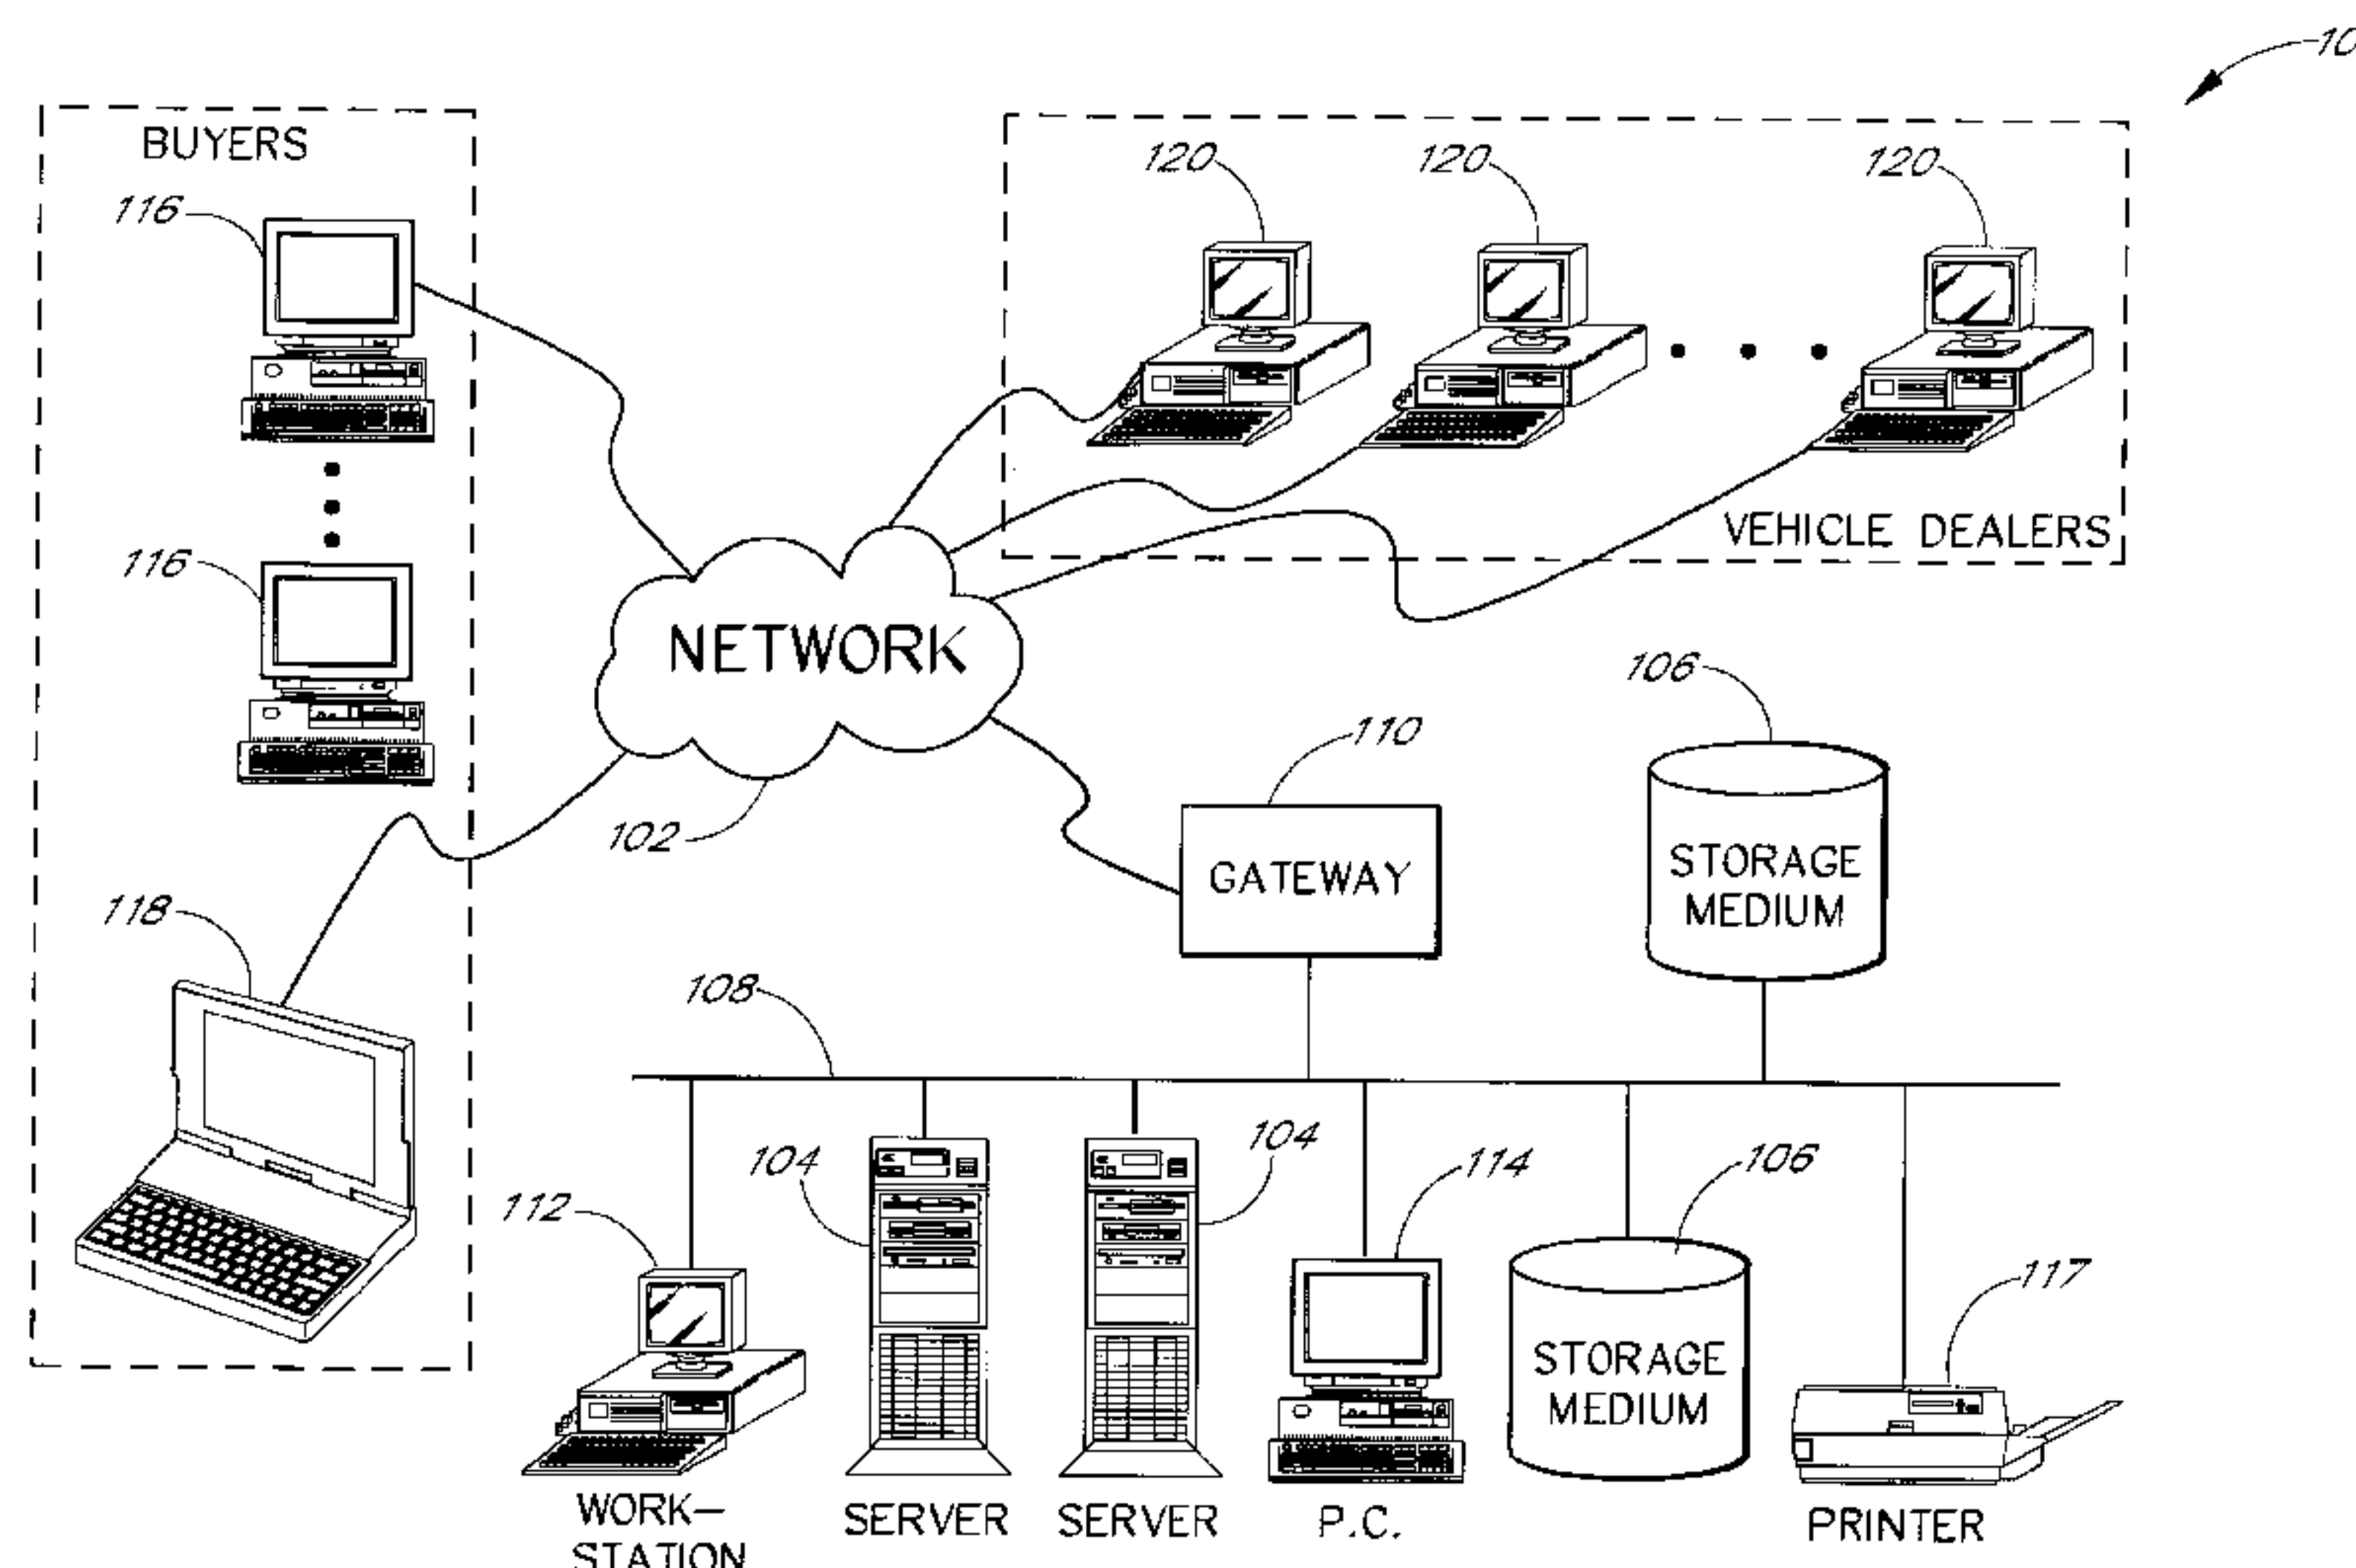 10
BUYERS
116
120
120
120
116
VEHICLE DEALERS
NETWORK
106
110
102
GATEWAY
STORAGE
MEDIUM
118
108
104
104
114
106
112
117
STORAGE
MEDIUM
WORK-
STATION
SERVER
SERVER
P.C.
PRINTER